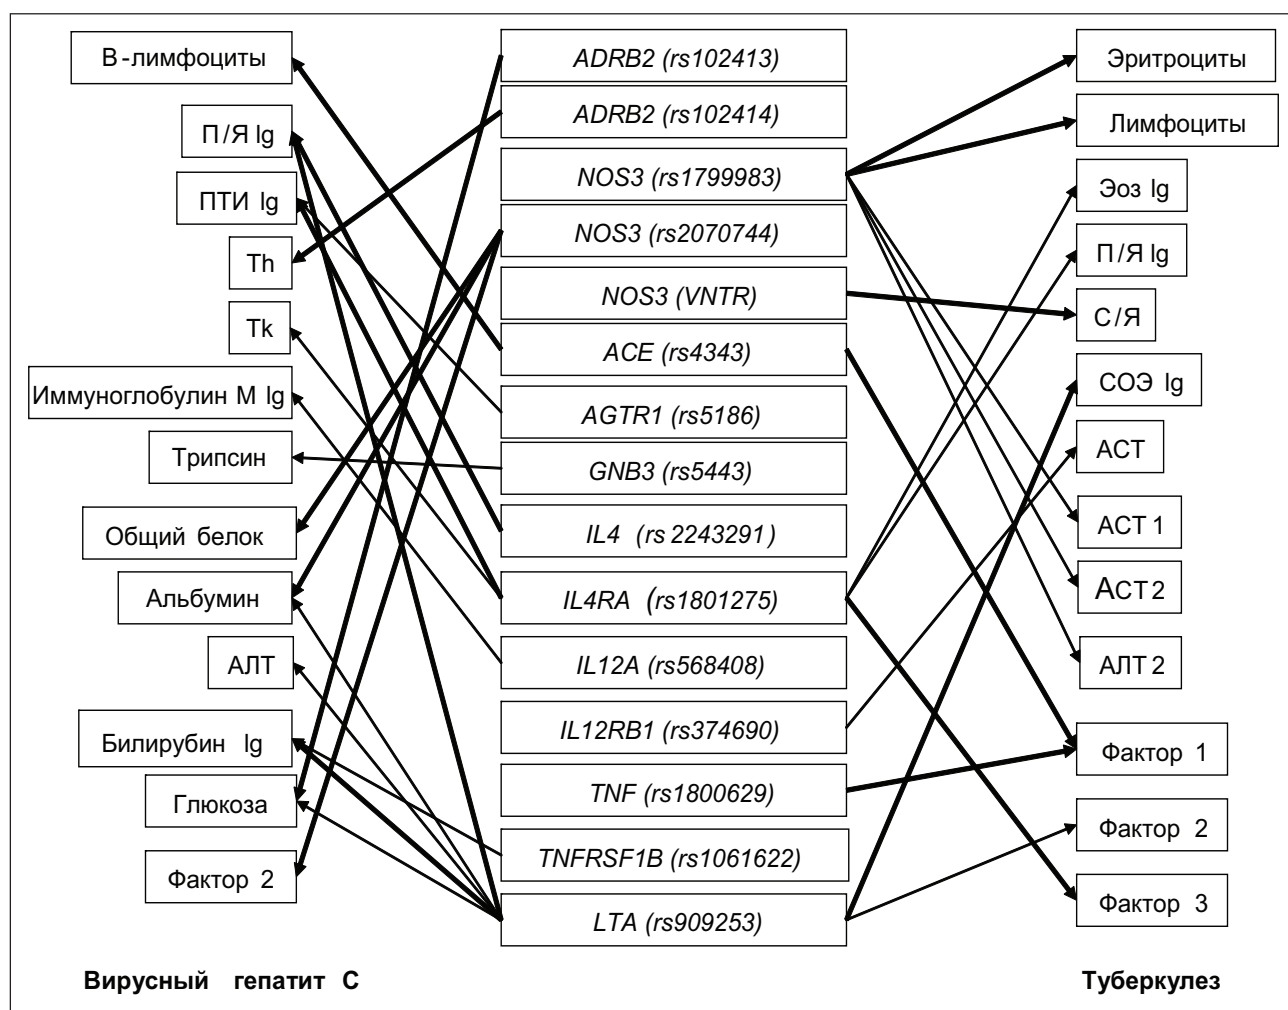 В-лимфоциты
П/Я lg
ПТИ lg
Th
Tk
Иммуноглобулин М lg
Трипсин
Общий белок
Альбумин
АЛТ
Билирубин lg
Глюкоза
Фактор 2
Вирусный гепатит С
ADRB2 (rs102413)
ADRB2 (rs102414)
NOS3 (rs1799983)
NOS3 (rs2070744)
NOS3 (VNTR)
ACE (rs4343)
AGTR1 (rs5186)
GNB3 (rs5443)
IL4 (rs 2243291)
IL4RA (rs1801275)
IL12A (rs568408)
IL12RB1 (rs374690)
TNF (rs1800629)
TNFRSF1B (rs1061622)
LTA (rs909253)
Эритроциты
Лимфоциты
Эоз lg
П/Я lg
С/Я
СОЭ lg
АСТ
АСТ 1
АСТ 2
АЛТ 2
Фактор 1
Фактор 2
Фактор 3
Туберкулез